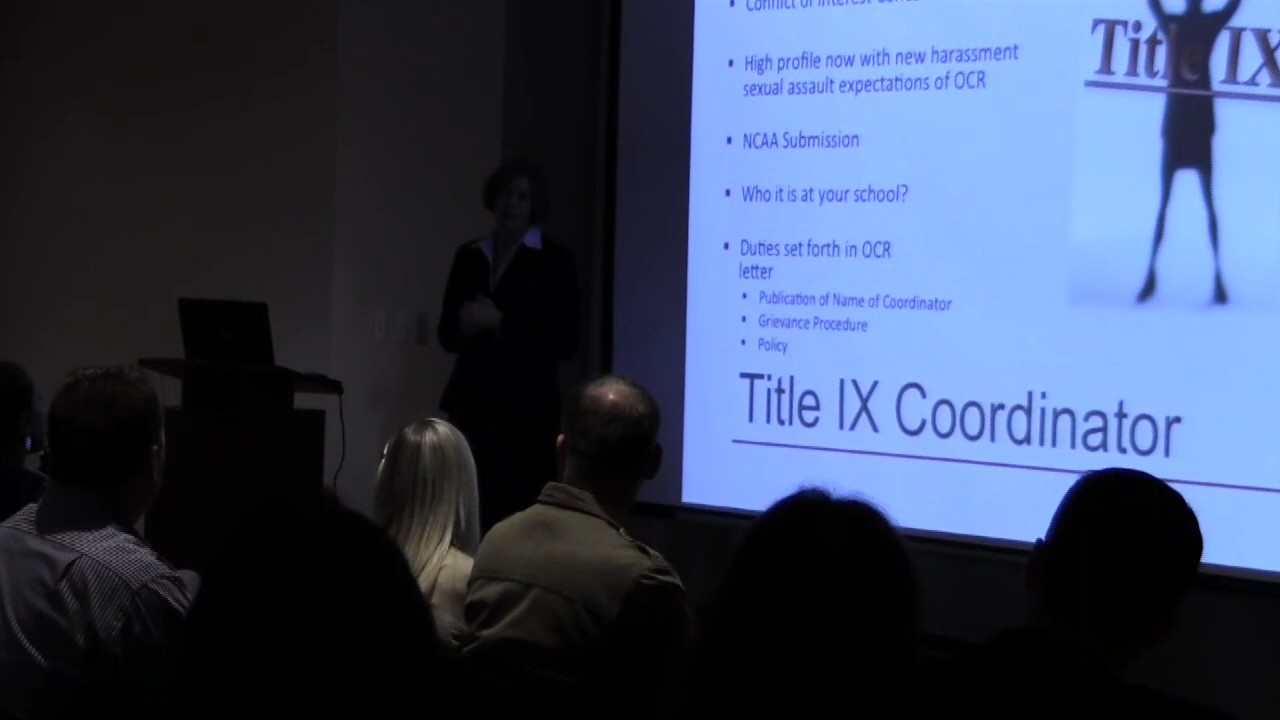 Conflict of interest
High profile now with new harassment
sexual assault expectations of OCR
NCAA Submission
Who it is at your school?
Duties set forth in OCR
letter
Publication of Name of Coordinator
Grievance Procedure
Policy
Title IX Coordinator
Title IX